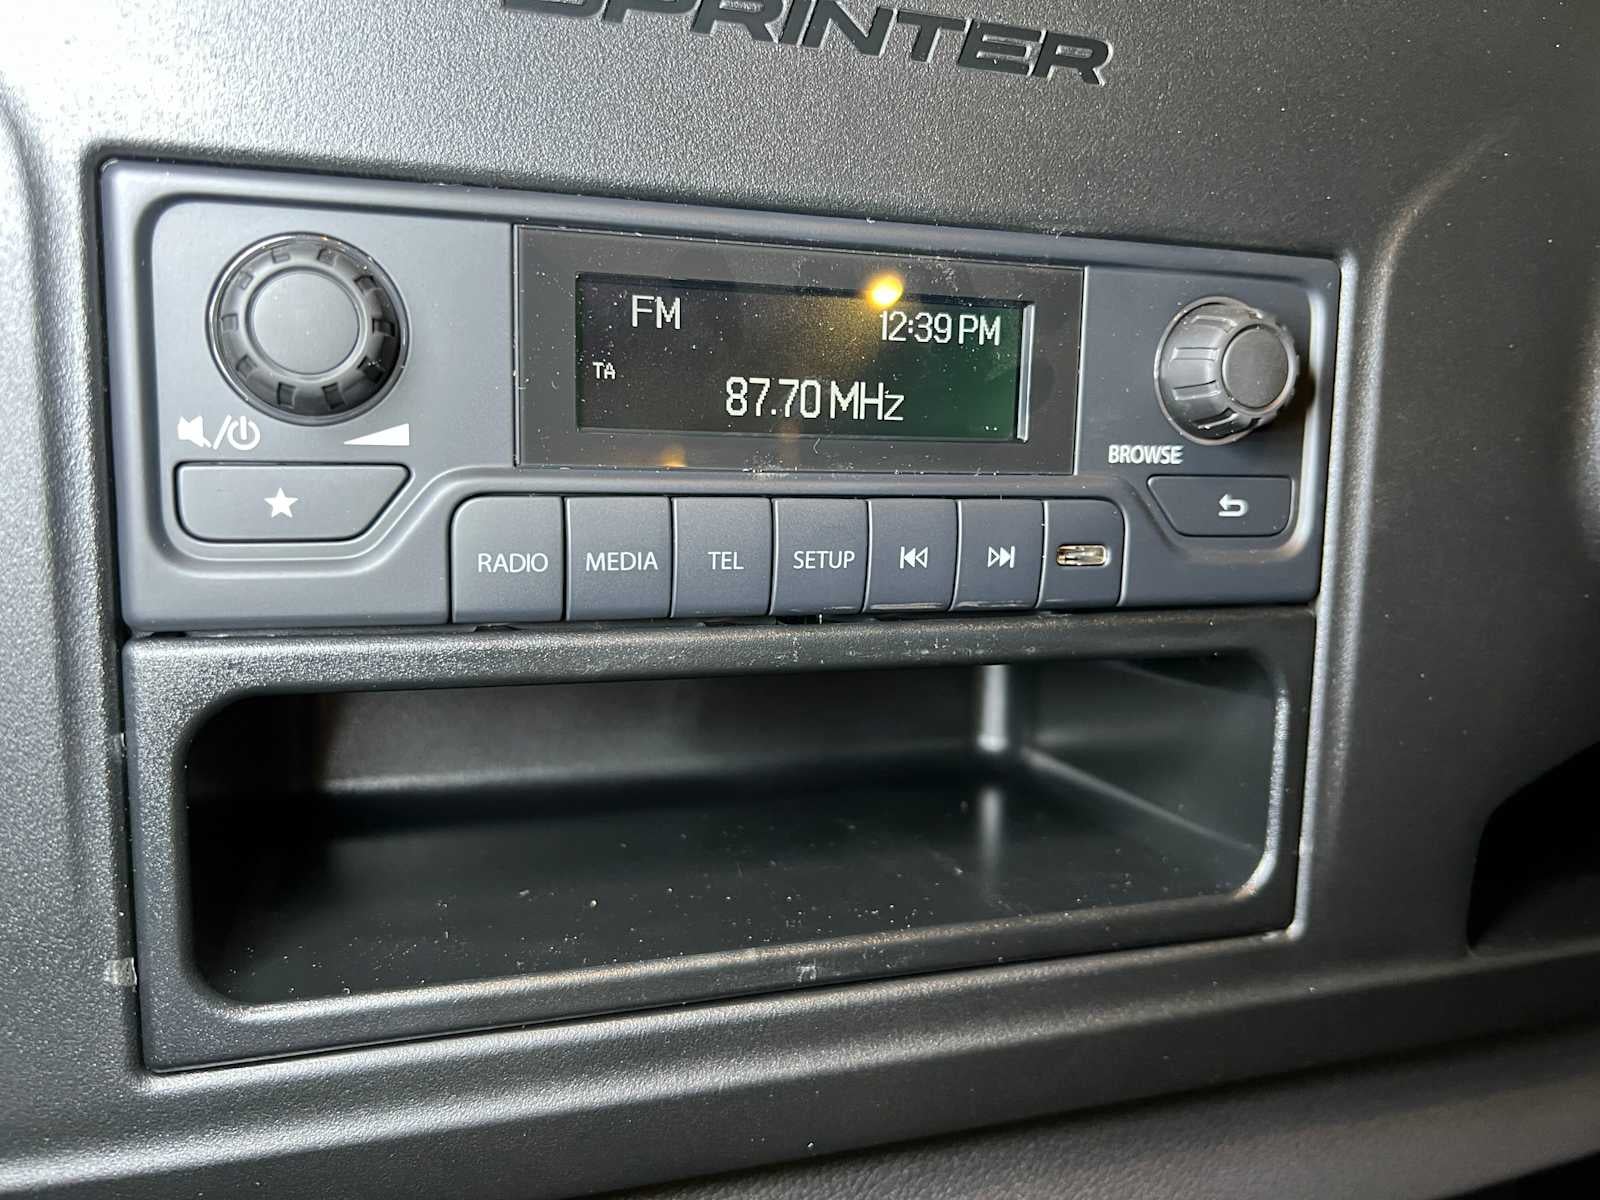 SPRINTER
FM
12:39 PM
TA
87.70 MHz
BROWSE
RADIO
MEDIA
TEL
SETUP